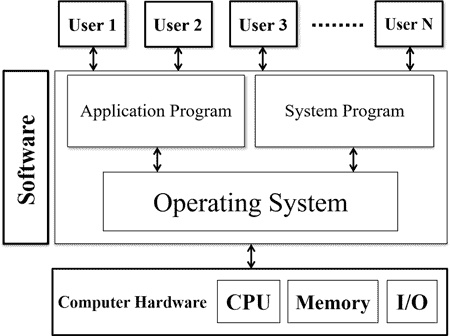 User 1
User 2
User 3
User N
Software
Application Program
System Program
Operating System
Computer Hardware
CPU
Memory
I/O